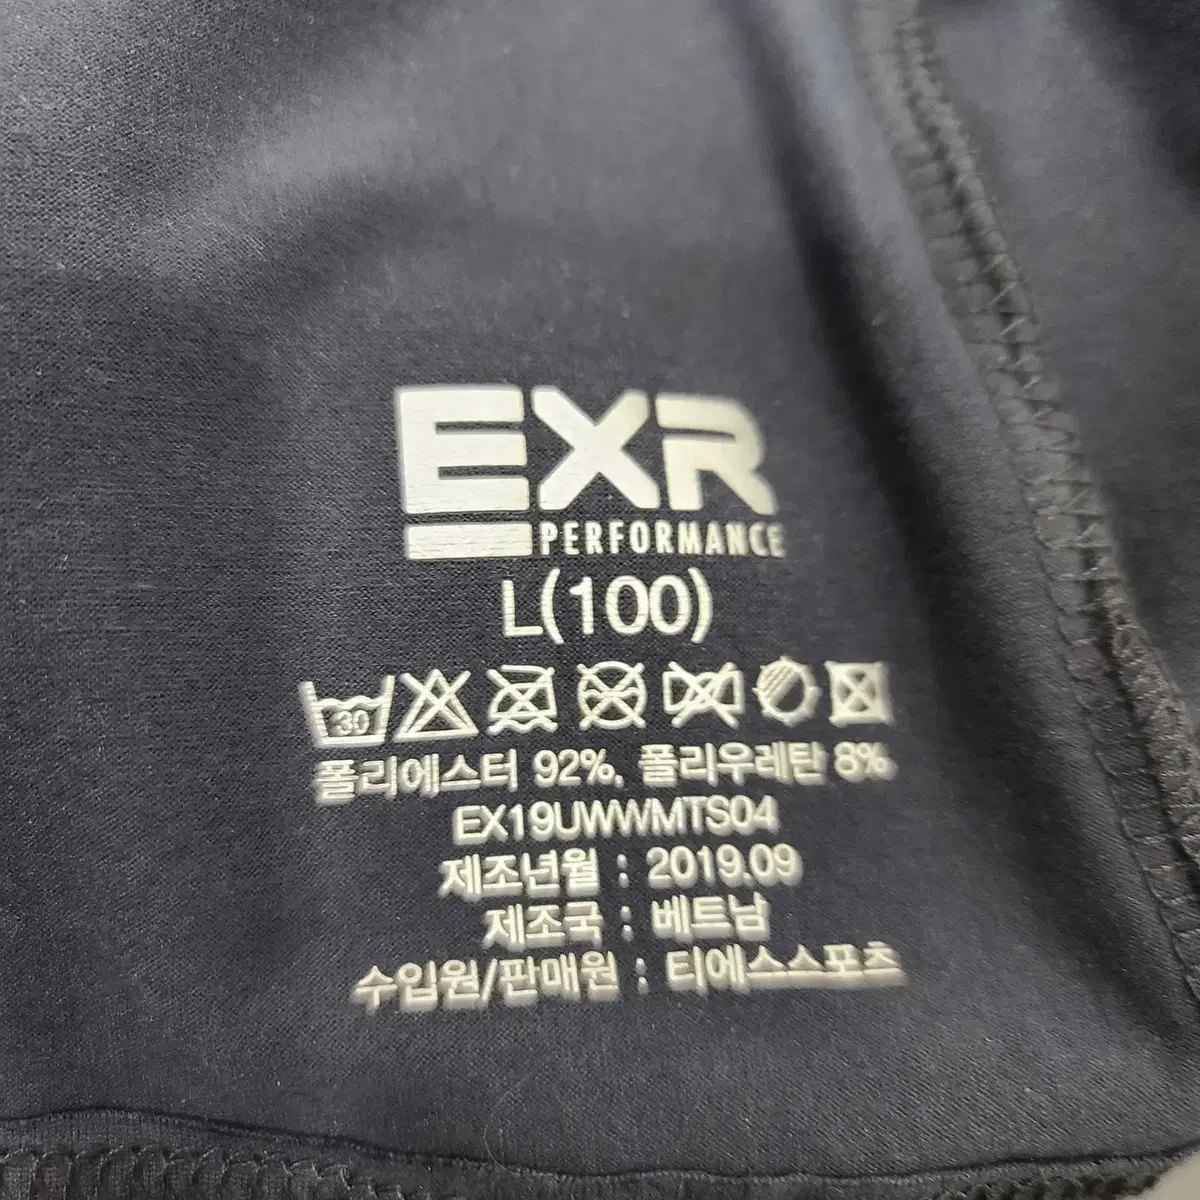 EXR
PERFORMANCE
L(100)
30
폴리에스터 92%, 폴리우레탄 8%
EX19UWWMTS04
제조년월 : 2019.09
제조국 : 베트남
수입원/판매원 : 티에스스포츠